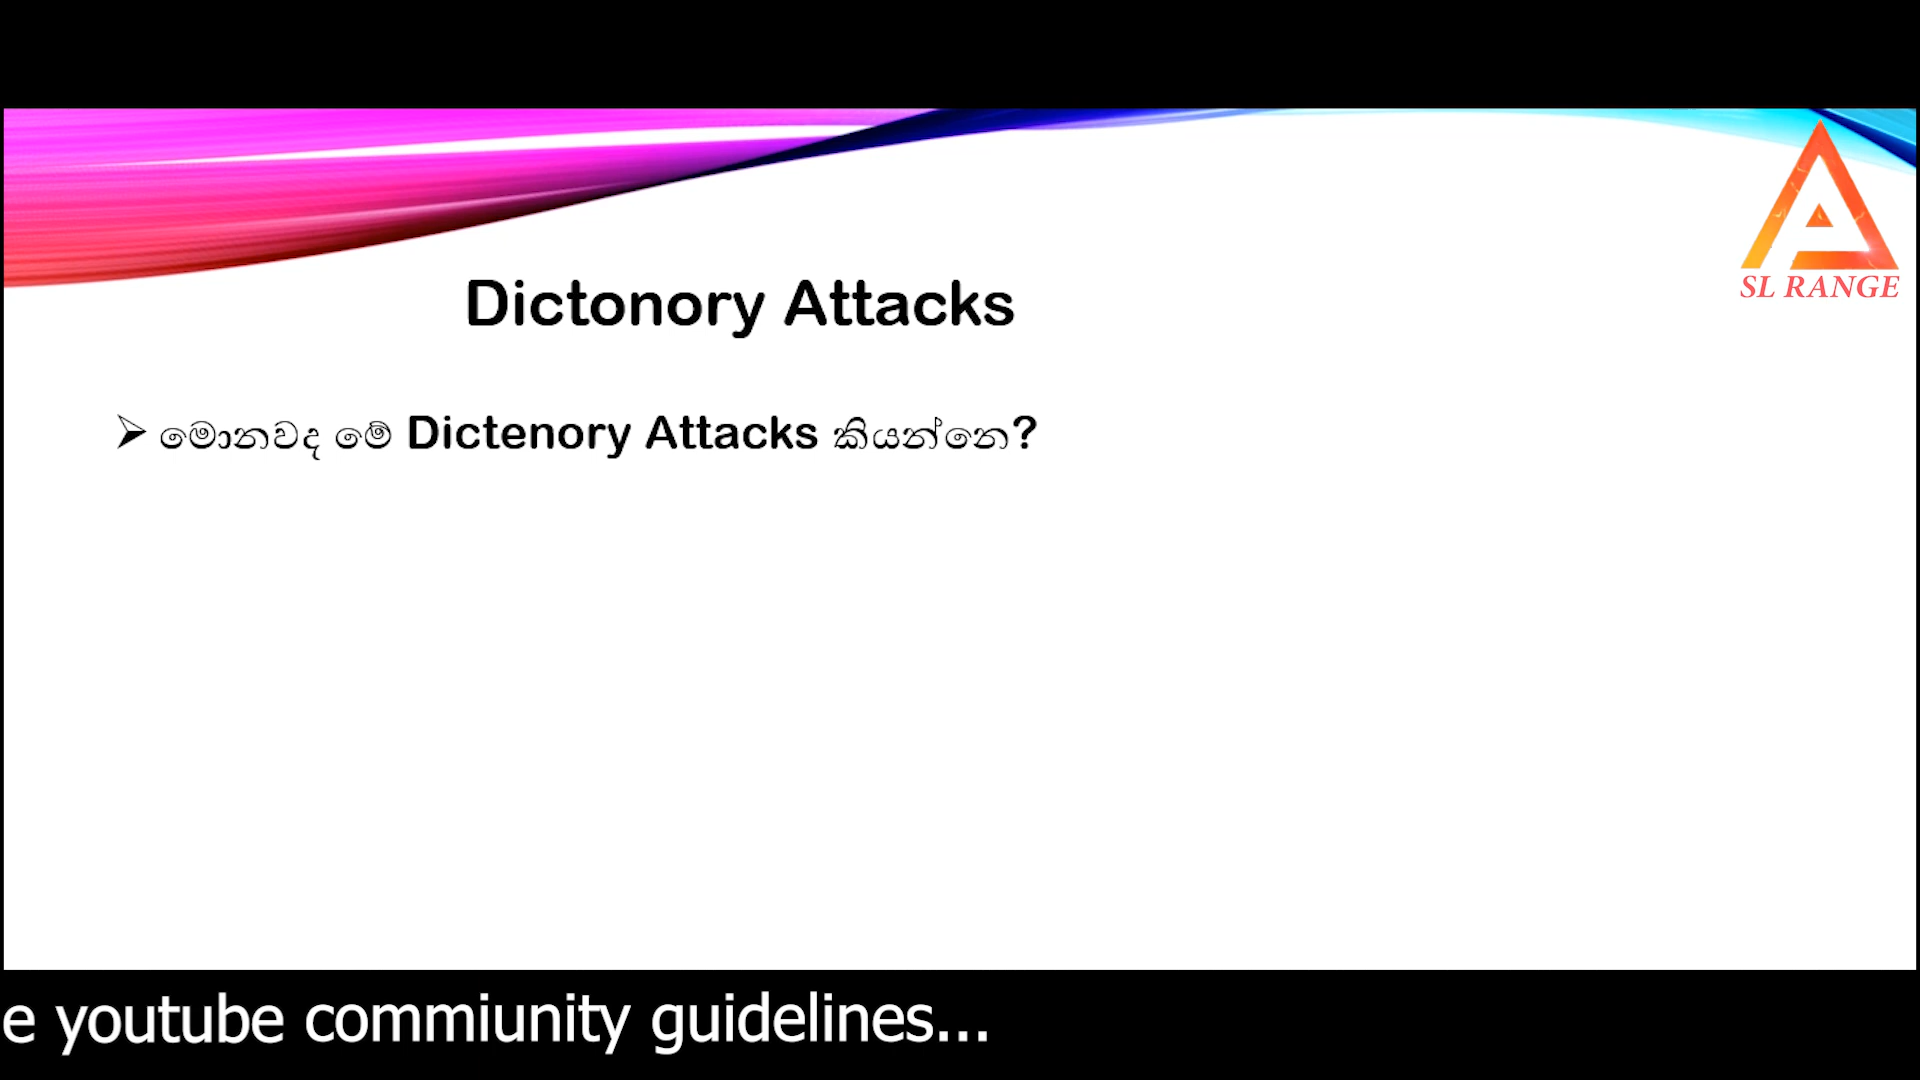 SL RANGE
Dictonory Attacks
➢ මොනවද මේ Dictenory Attacks කියන්නෙ?
e youtube commiunity guidelines...